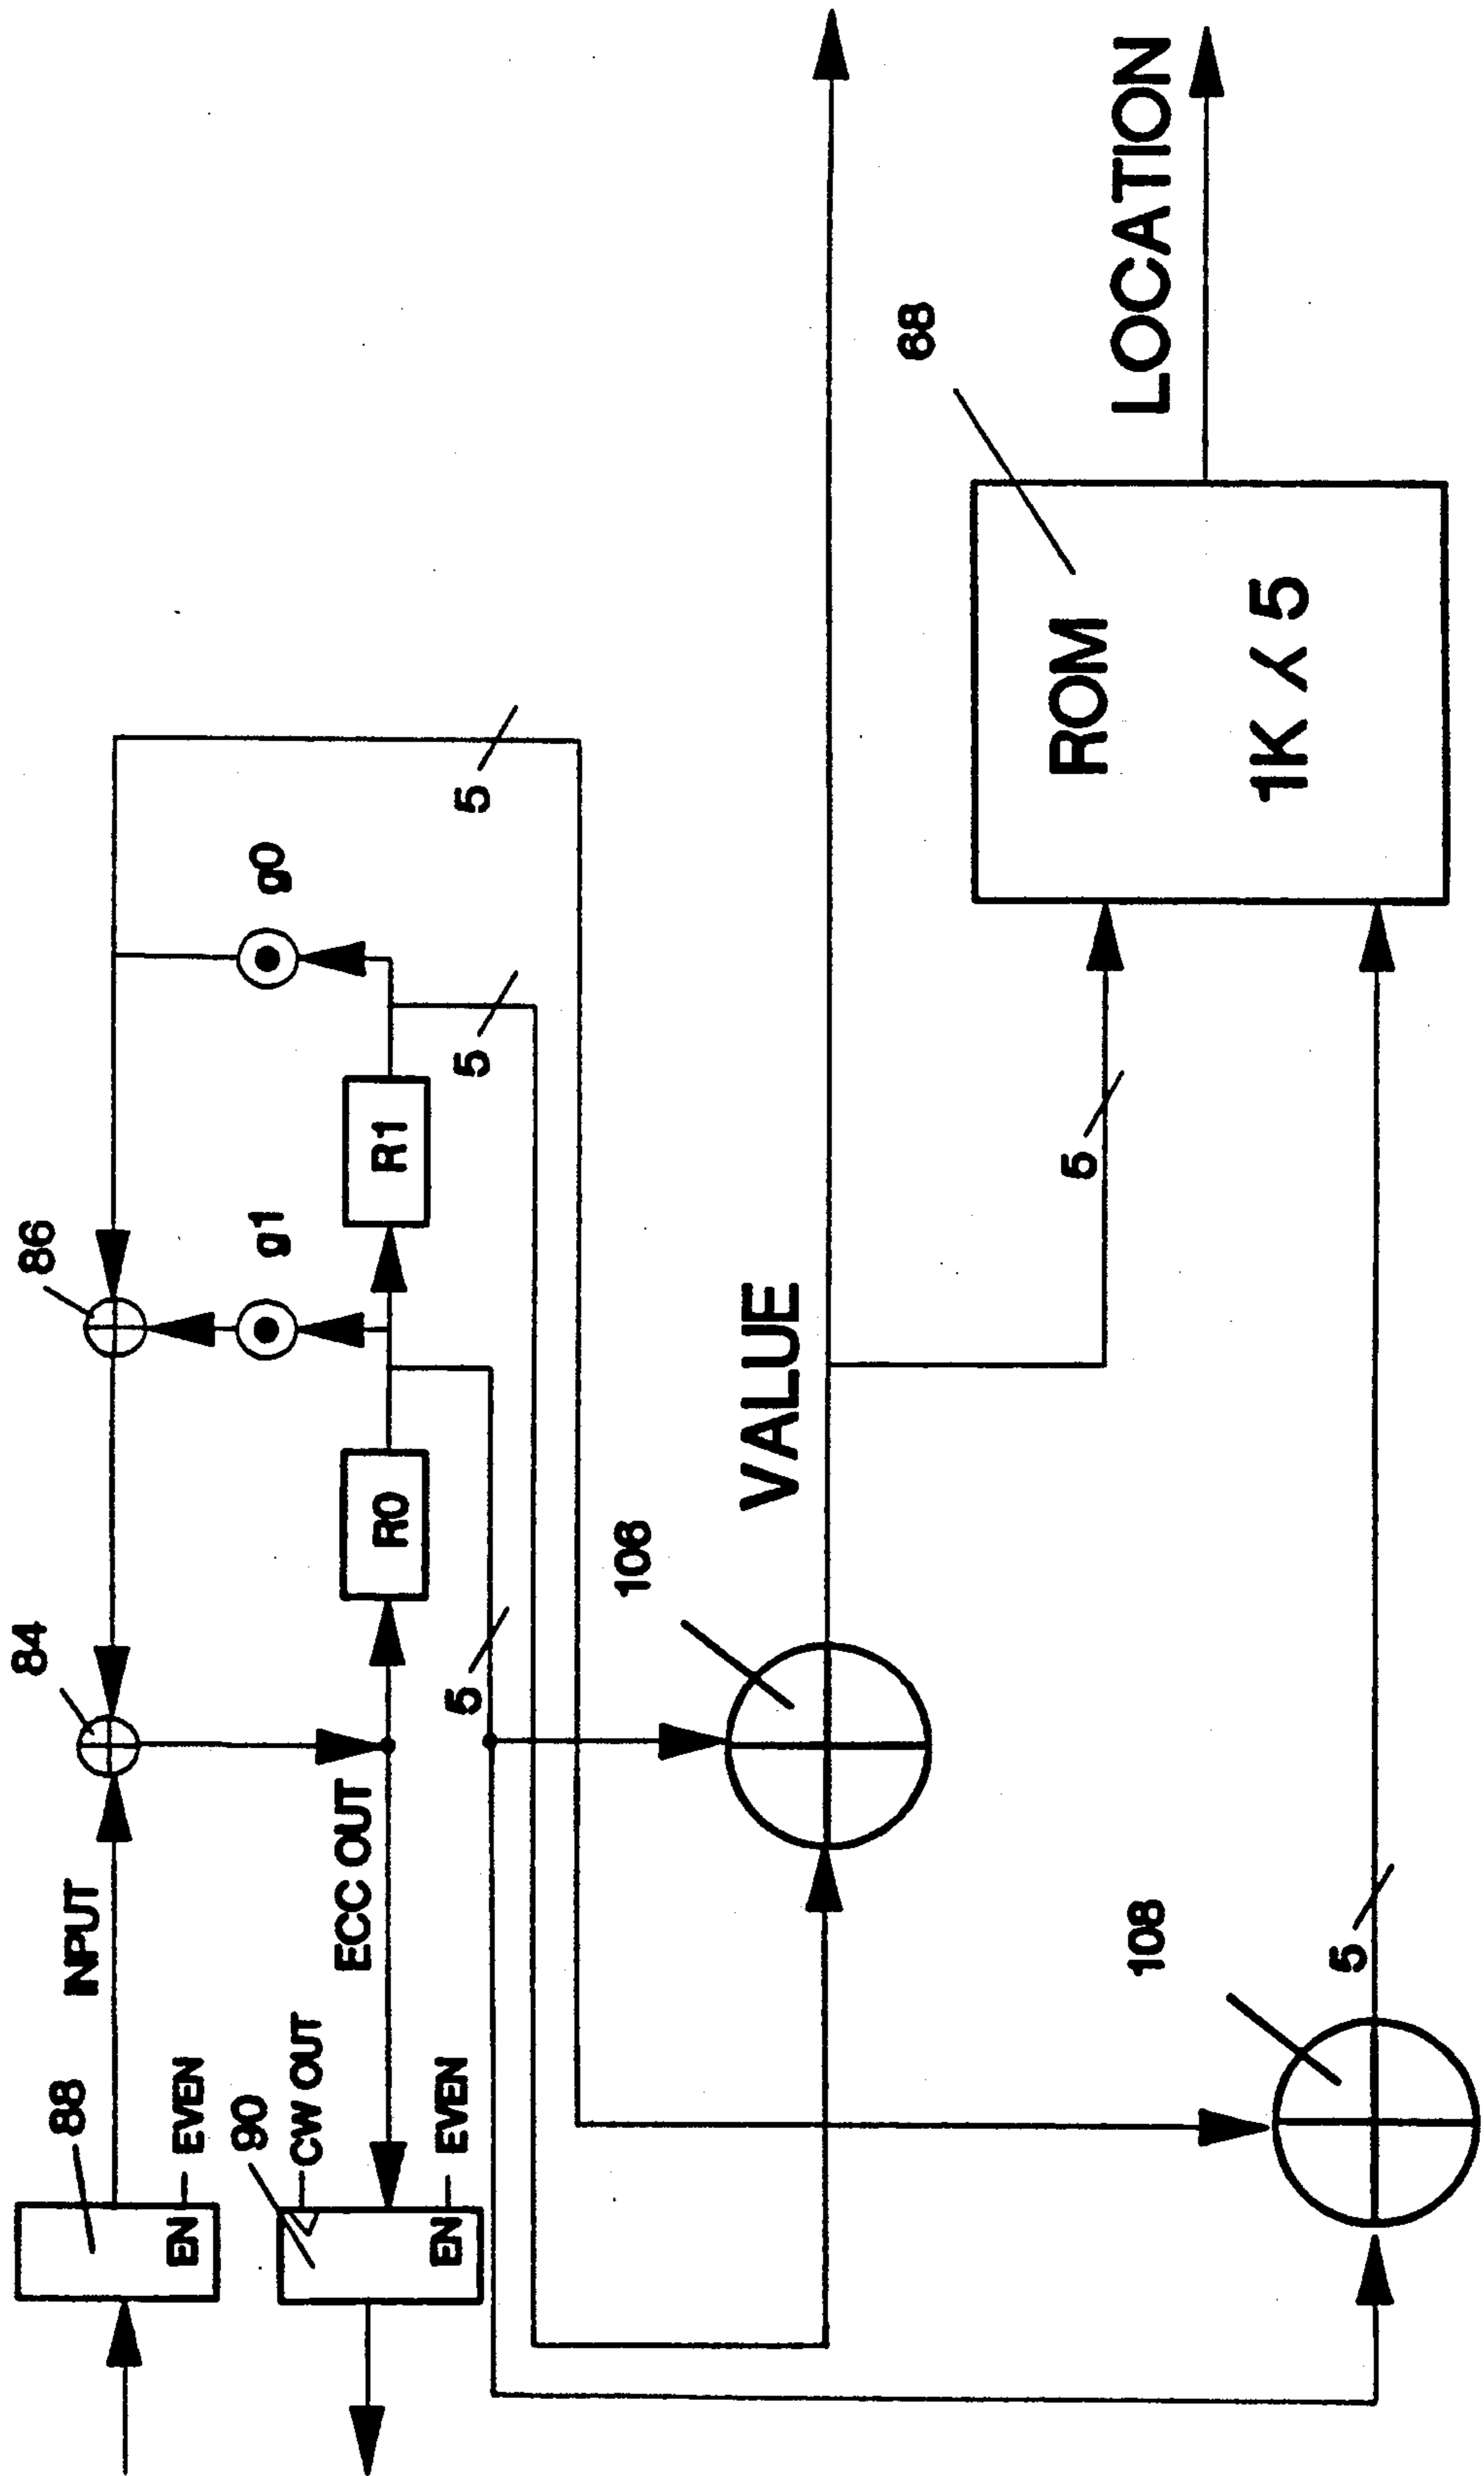 88
INPUT
84
86
EN
EVEN
g1
g0
90
CW OUT
ECC OUT
R0
R1
EN
EVEN
5
5
5
108
VALUE
68
5
ROM
1K X 5
LOCATION
108
5